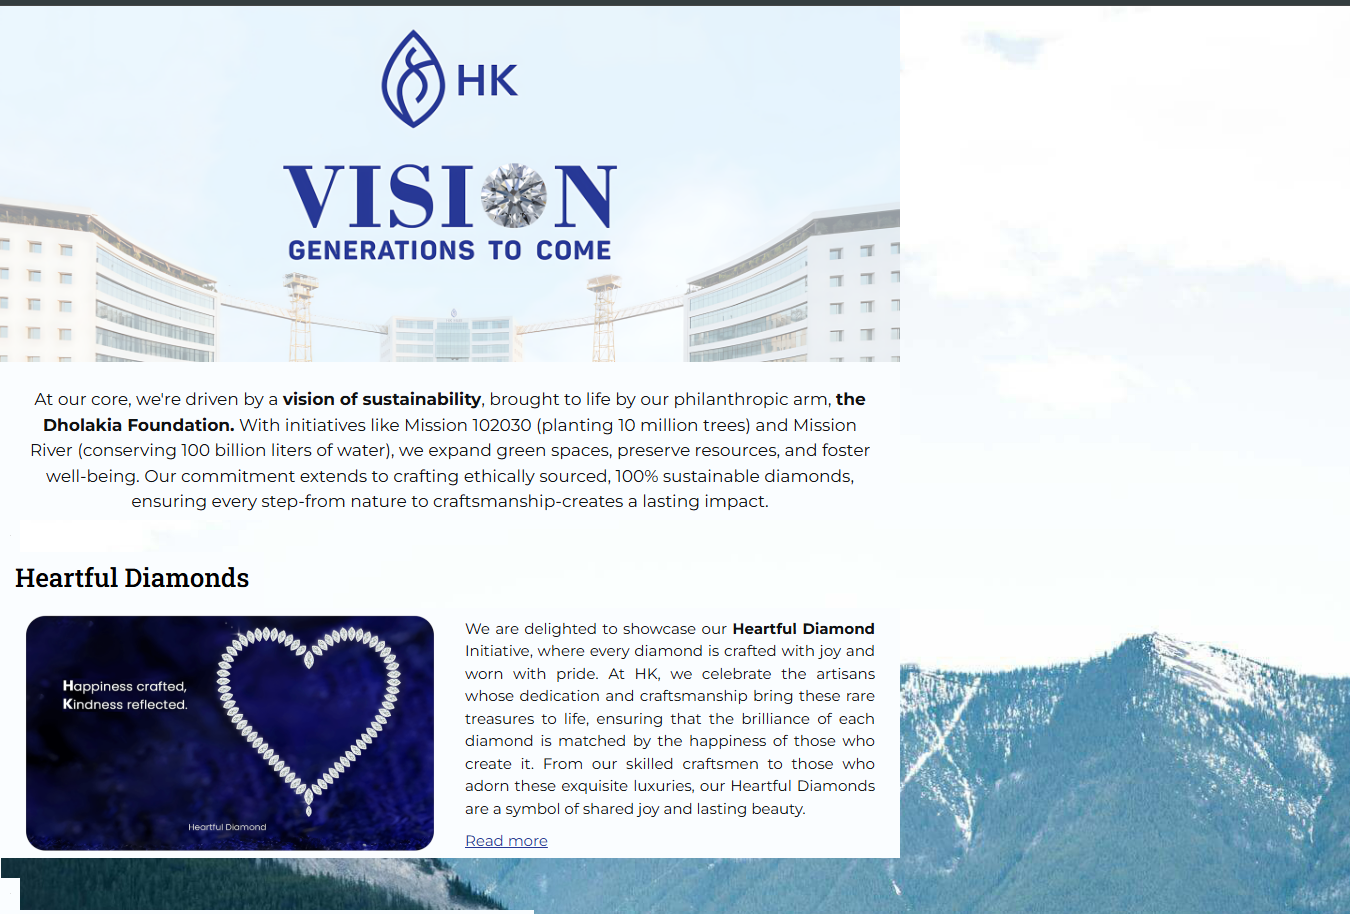 HK
VISION
GENERATIONS TO COME
At our core, we're driven by a vision of sustainability, brought to life by our philanthropic arm, the
Dholakia Foundation. With initiatives like Mission 102030 (planting 10 million trees) and Mission
River (conserving 100 billion liters of water), we expand green spaces, preserve resources, and foster
well-being. Our commitment extends to crafting ethically sourced, 100% sustainable diamonds,
ensuring every step-from nature to craftsmanship-creates a lasting impact.
Heartful Diamonds
Happiness crafted,
Kindness reflected.
Heartful Diamond
We are delighted to showcase our Heartful Diamond
Initiative, where every diamond is crafted with joy and
worn with pride. At HK, we celebrate the artisans
whose dedication and craftsmanship bring these rare
treasures to life, ensuring that the brilliance of each
diamond is matched by the happiness of those who
create it. From our skilled craftsmen to those who
adorn these exquisite luxuries, our Heartful Diamonds
are a symbol of shared joy and lasting beauty.
Read more